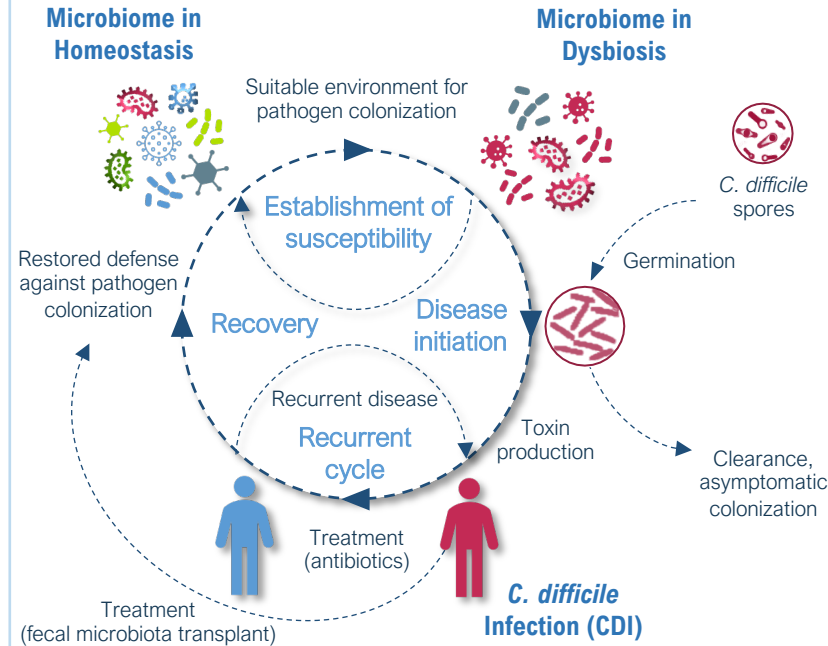 Microbiome in
Homeostasis
Microbiome in
Dysbiosis
Suitable environment for
pathogen colonization
C. difficile
spores
Establishment of
susceptibility
Restored defense
against pathogen
colonization
Germination
Recovery
Disease
initiation
Recurrent disease
Recurrent
cycle
Toxin
production
Clearance,
asymptomatic
colonization
Treatment
(antibiotics)
Treatment
(fecal microbiota transplant)
C. difficile
Infection (CDI)